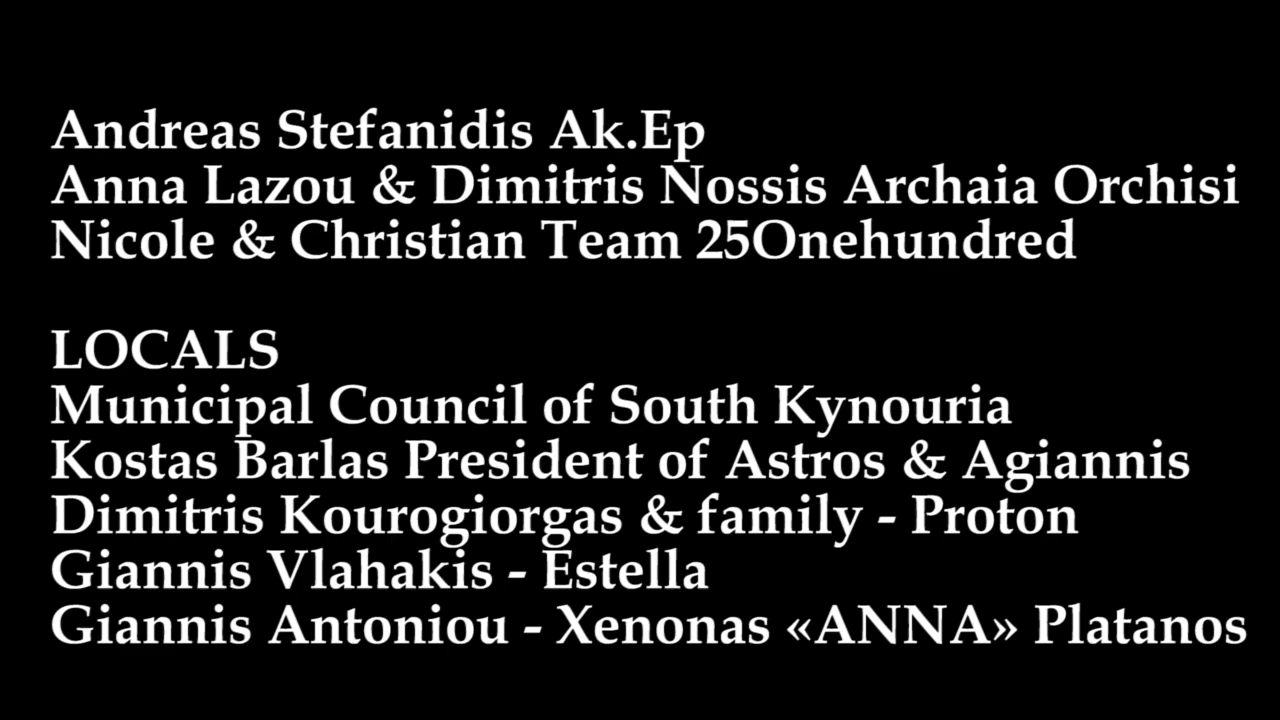 Andreas Stefanidis Ak.Ep
Anna Lazou & Dimitris Nossis Archaia Orchisi
Nicole & Christian Team 25Onehundred
LOCALS
Municipal Council of South Kynouria
Kostas Barlas President of Astros & Agiannis
Dimitris Kourogiorgas & family - Proton
Giannis Vlahakis - Estella
Giannis Antoniou - Xenonas «ANNA» Platanos